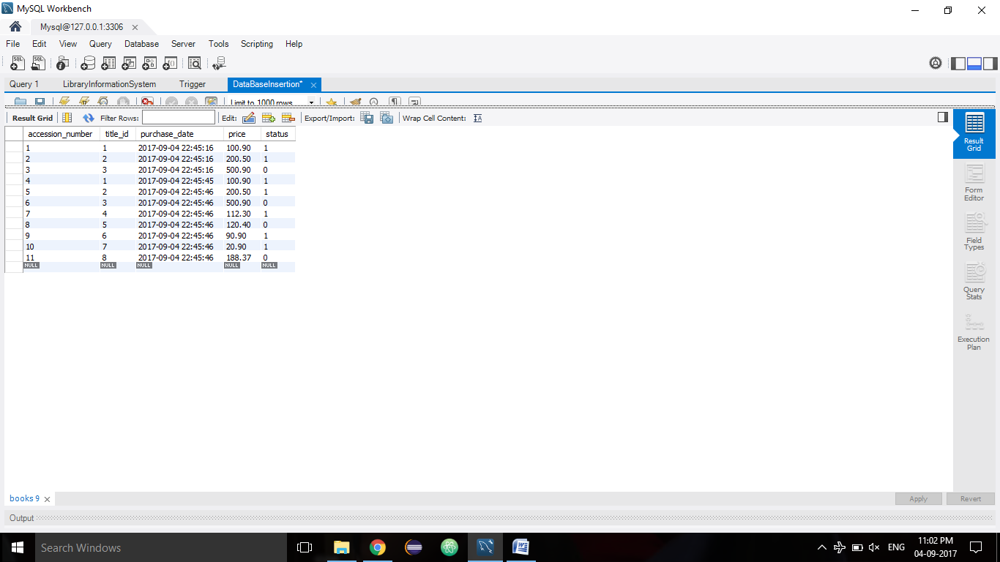 MySQL Workbench
Mysql@127.0.0.1:3306
File Edit View Query Database Server Tools Scripting Help
Query 1 LibraryInformationSystem Trigger DataBaseInsertion*
Limit to 1000 rows
Result Grid Filter Rows: Edit: Export/Import: Wrap Cell Content:
accession_number title_id purchase_date price status
1 1 2017-09-04 22:45:16 100.90 1
2 2 2017-09-04 22:45:16 200.50 1
3 3 2017-09-04 22:45:16 500.90 0
4 1 2017-09-04 22:45:45 100.90 1
5 2 2017-09-04 22:45:46 200.50 1
6 3 2017-09-04 22:45:46 500.90 0
7 4 2017-09-04 22:45:46 112.30 1
8 5 2017-09-04 22:45:46 120.40 0
9 6 2017-09-04 22:45:46 90.90 1
10 7 2017-09-04 22:45:46 20.90 1
11 8 2017-09-04 22:45:46 188.37 0
NULL NULL NULL NULL NULL
Result
Grid
Form
Editor
Field
Types
Query
Stats
Execution
Plan
books 9 Apply Revert
Output
Search Windows
ENG
11:02 PM
04-09-2017